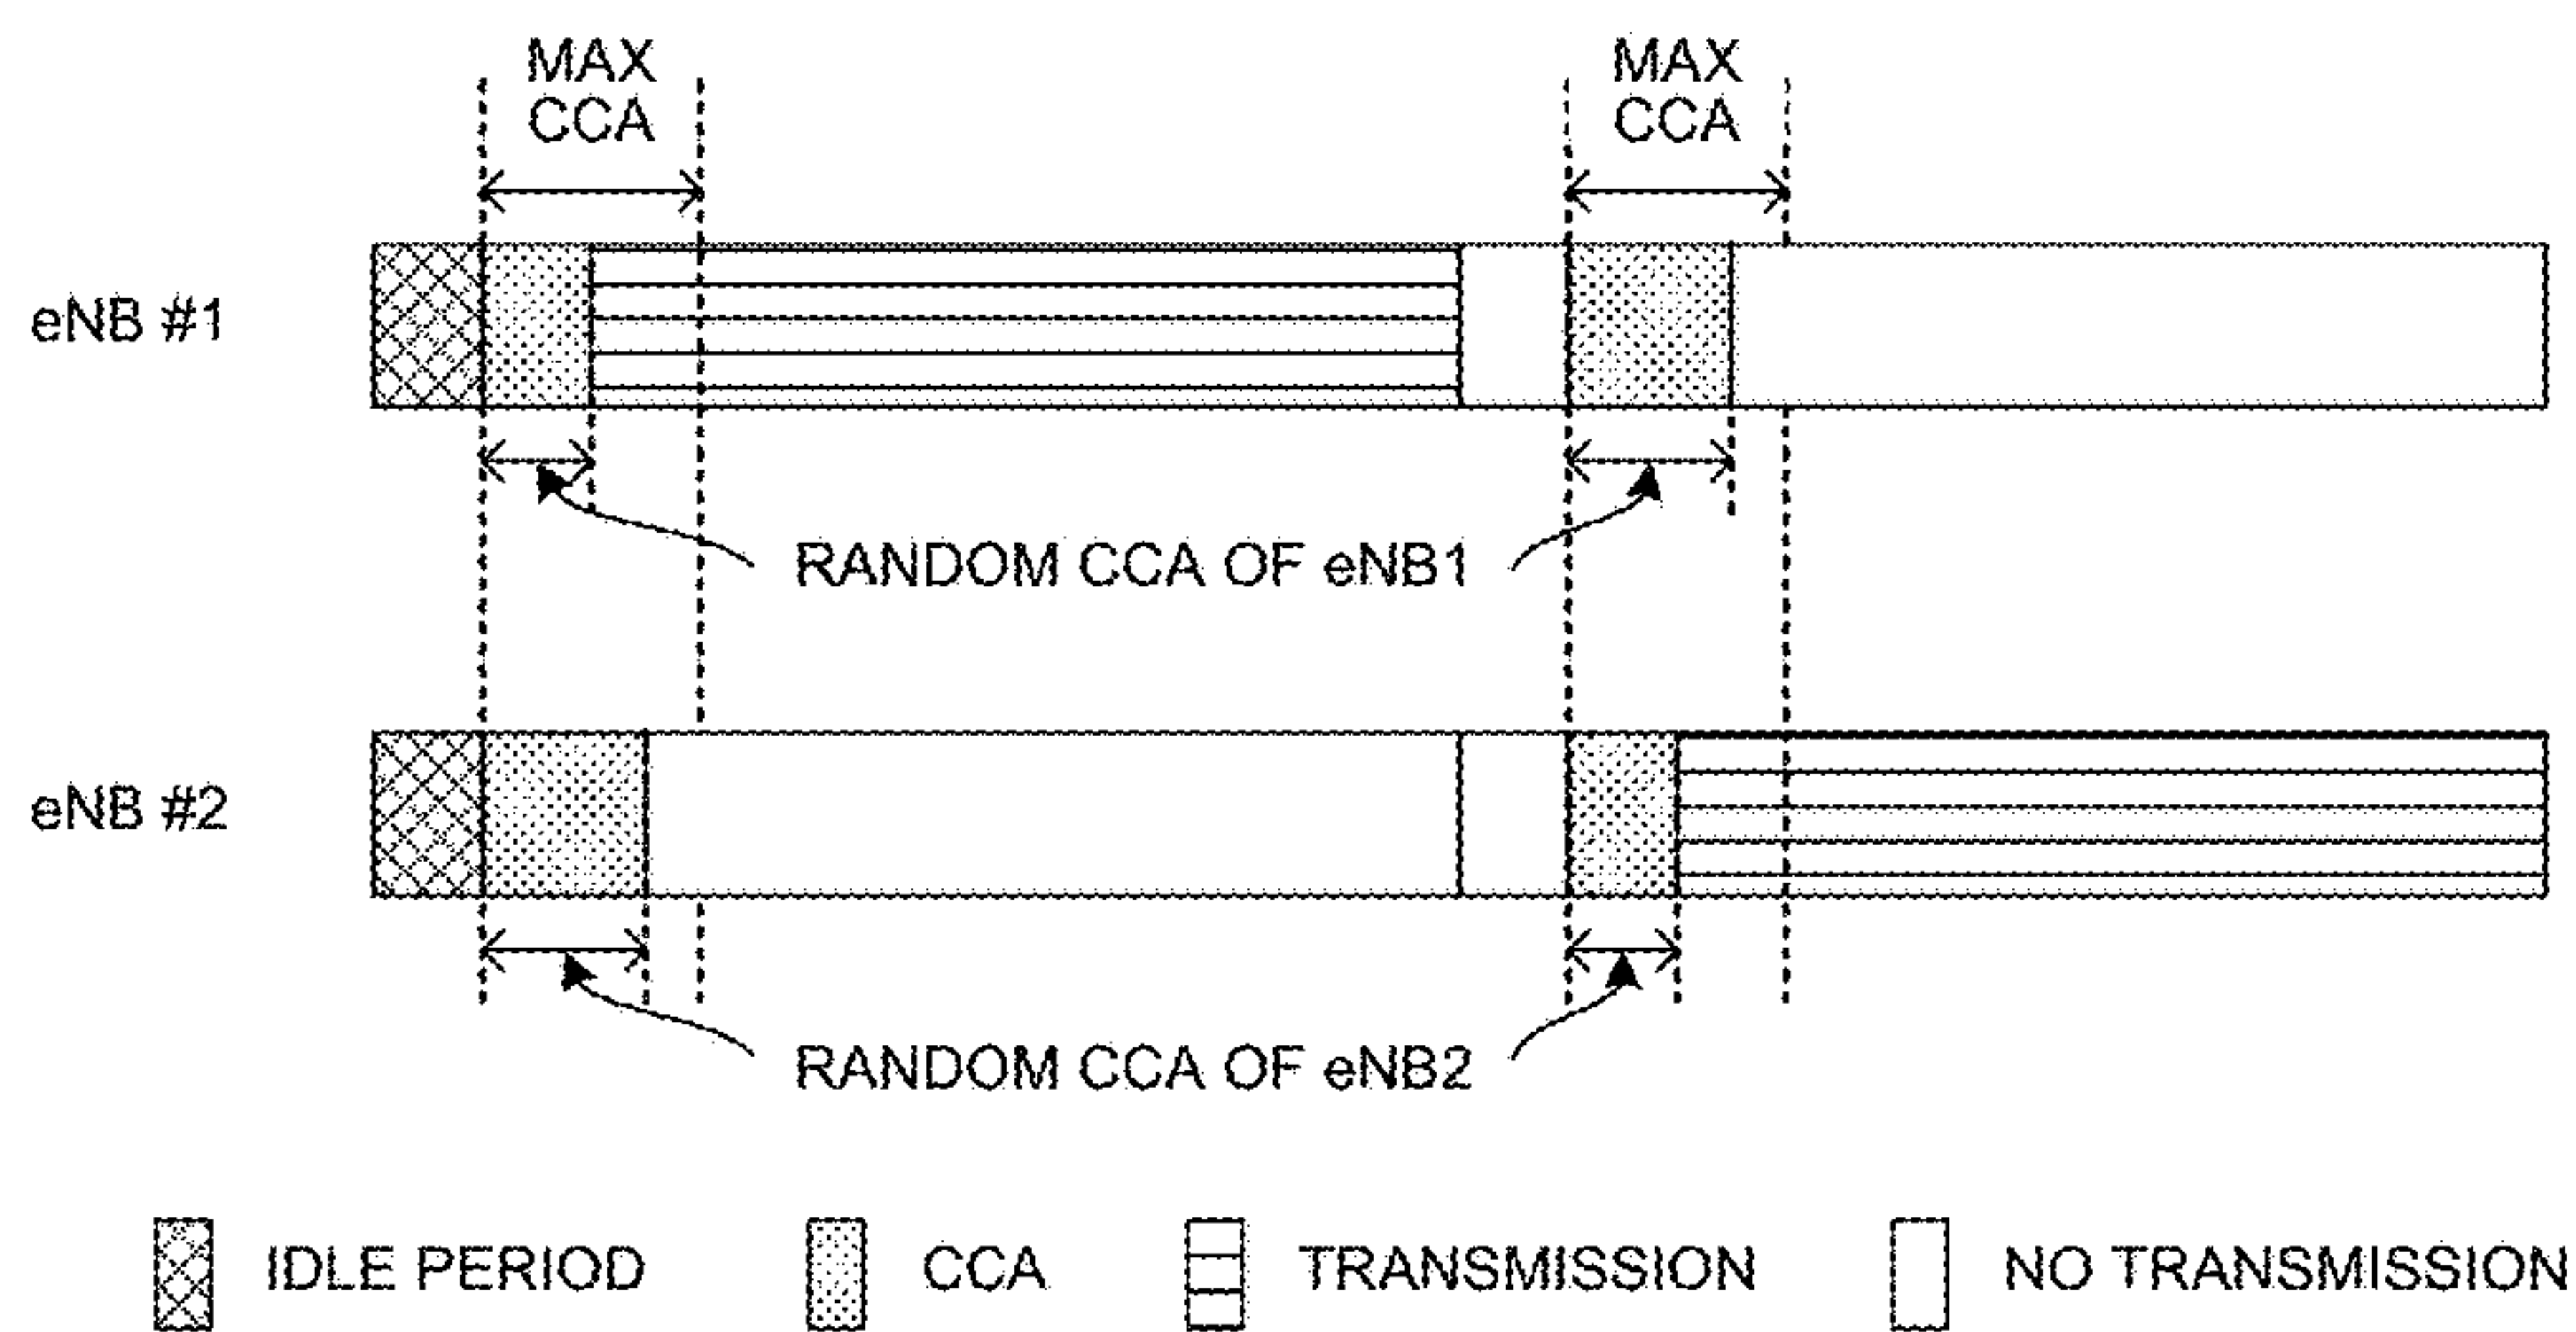 MAX
CCA
MAX
CCA
eNB #1
RANDOM CCA OF eNB1
eNB #2
RANDOM CCA OF eNB2
IDLE PERIOD
CCA
TRANSMISSION
NO TRANSMISSION